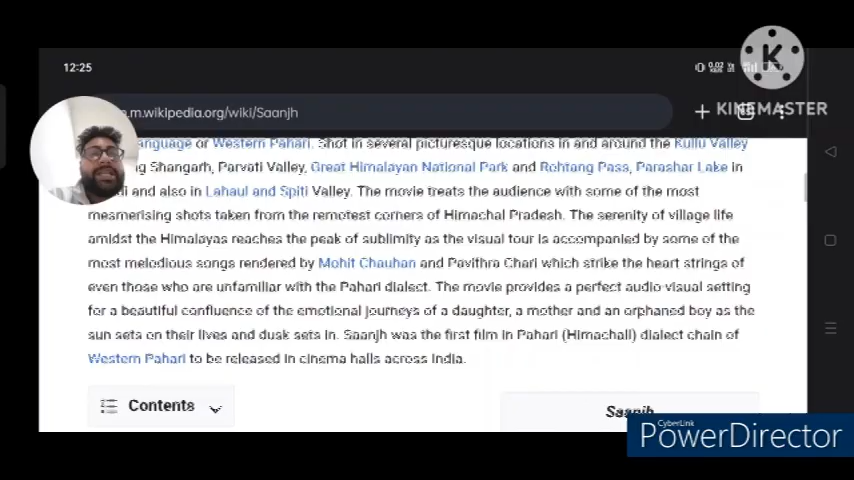 12:25
KINEMASTER
.m.wikipedia.org/wiki/Saanjh
anguage or Western Pahari. Shot in several picturesque locations in and around the Kullu Valley
Shangarh, Parvati Valley, Great Himalayan National Park and Rohtang Pass, Parashar Lake in
and also in Lahaul and Spiti Valley. The movie treats the audience with some of the most
mesmerising shots taken from the remotest corners of Himachal Pradesh. The serenity of village life
amidst the Himalayas reaches the peak of sublimity as the visual tour is accompanied by some of the
most melodious songs rendered by Mohit Chauhan and Pavithra Chari which strike the heart strings of
even those who are unfamiliar with the Pahari dialect. The movie provides a perfect audio-visual setting
for a beautiful confluence of the emotional journeys of a daughter, a mother and an orphaned boy as the
sun sets on their lives and dusk sets in. Saanjh was the first film in Pahari (Himachali) dialect chain of
Western Pahari to be released in cinema halls across India.
Contents
Saanjh
CyberLink
PowerDirector